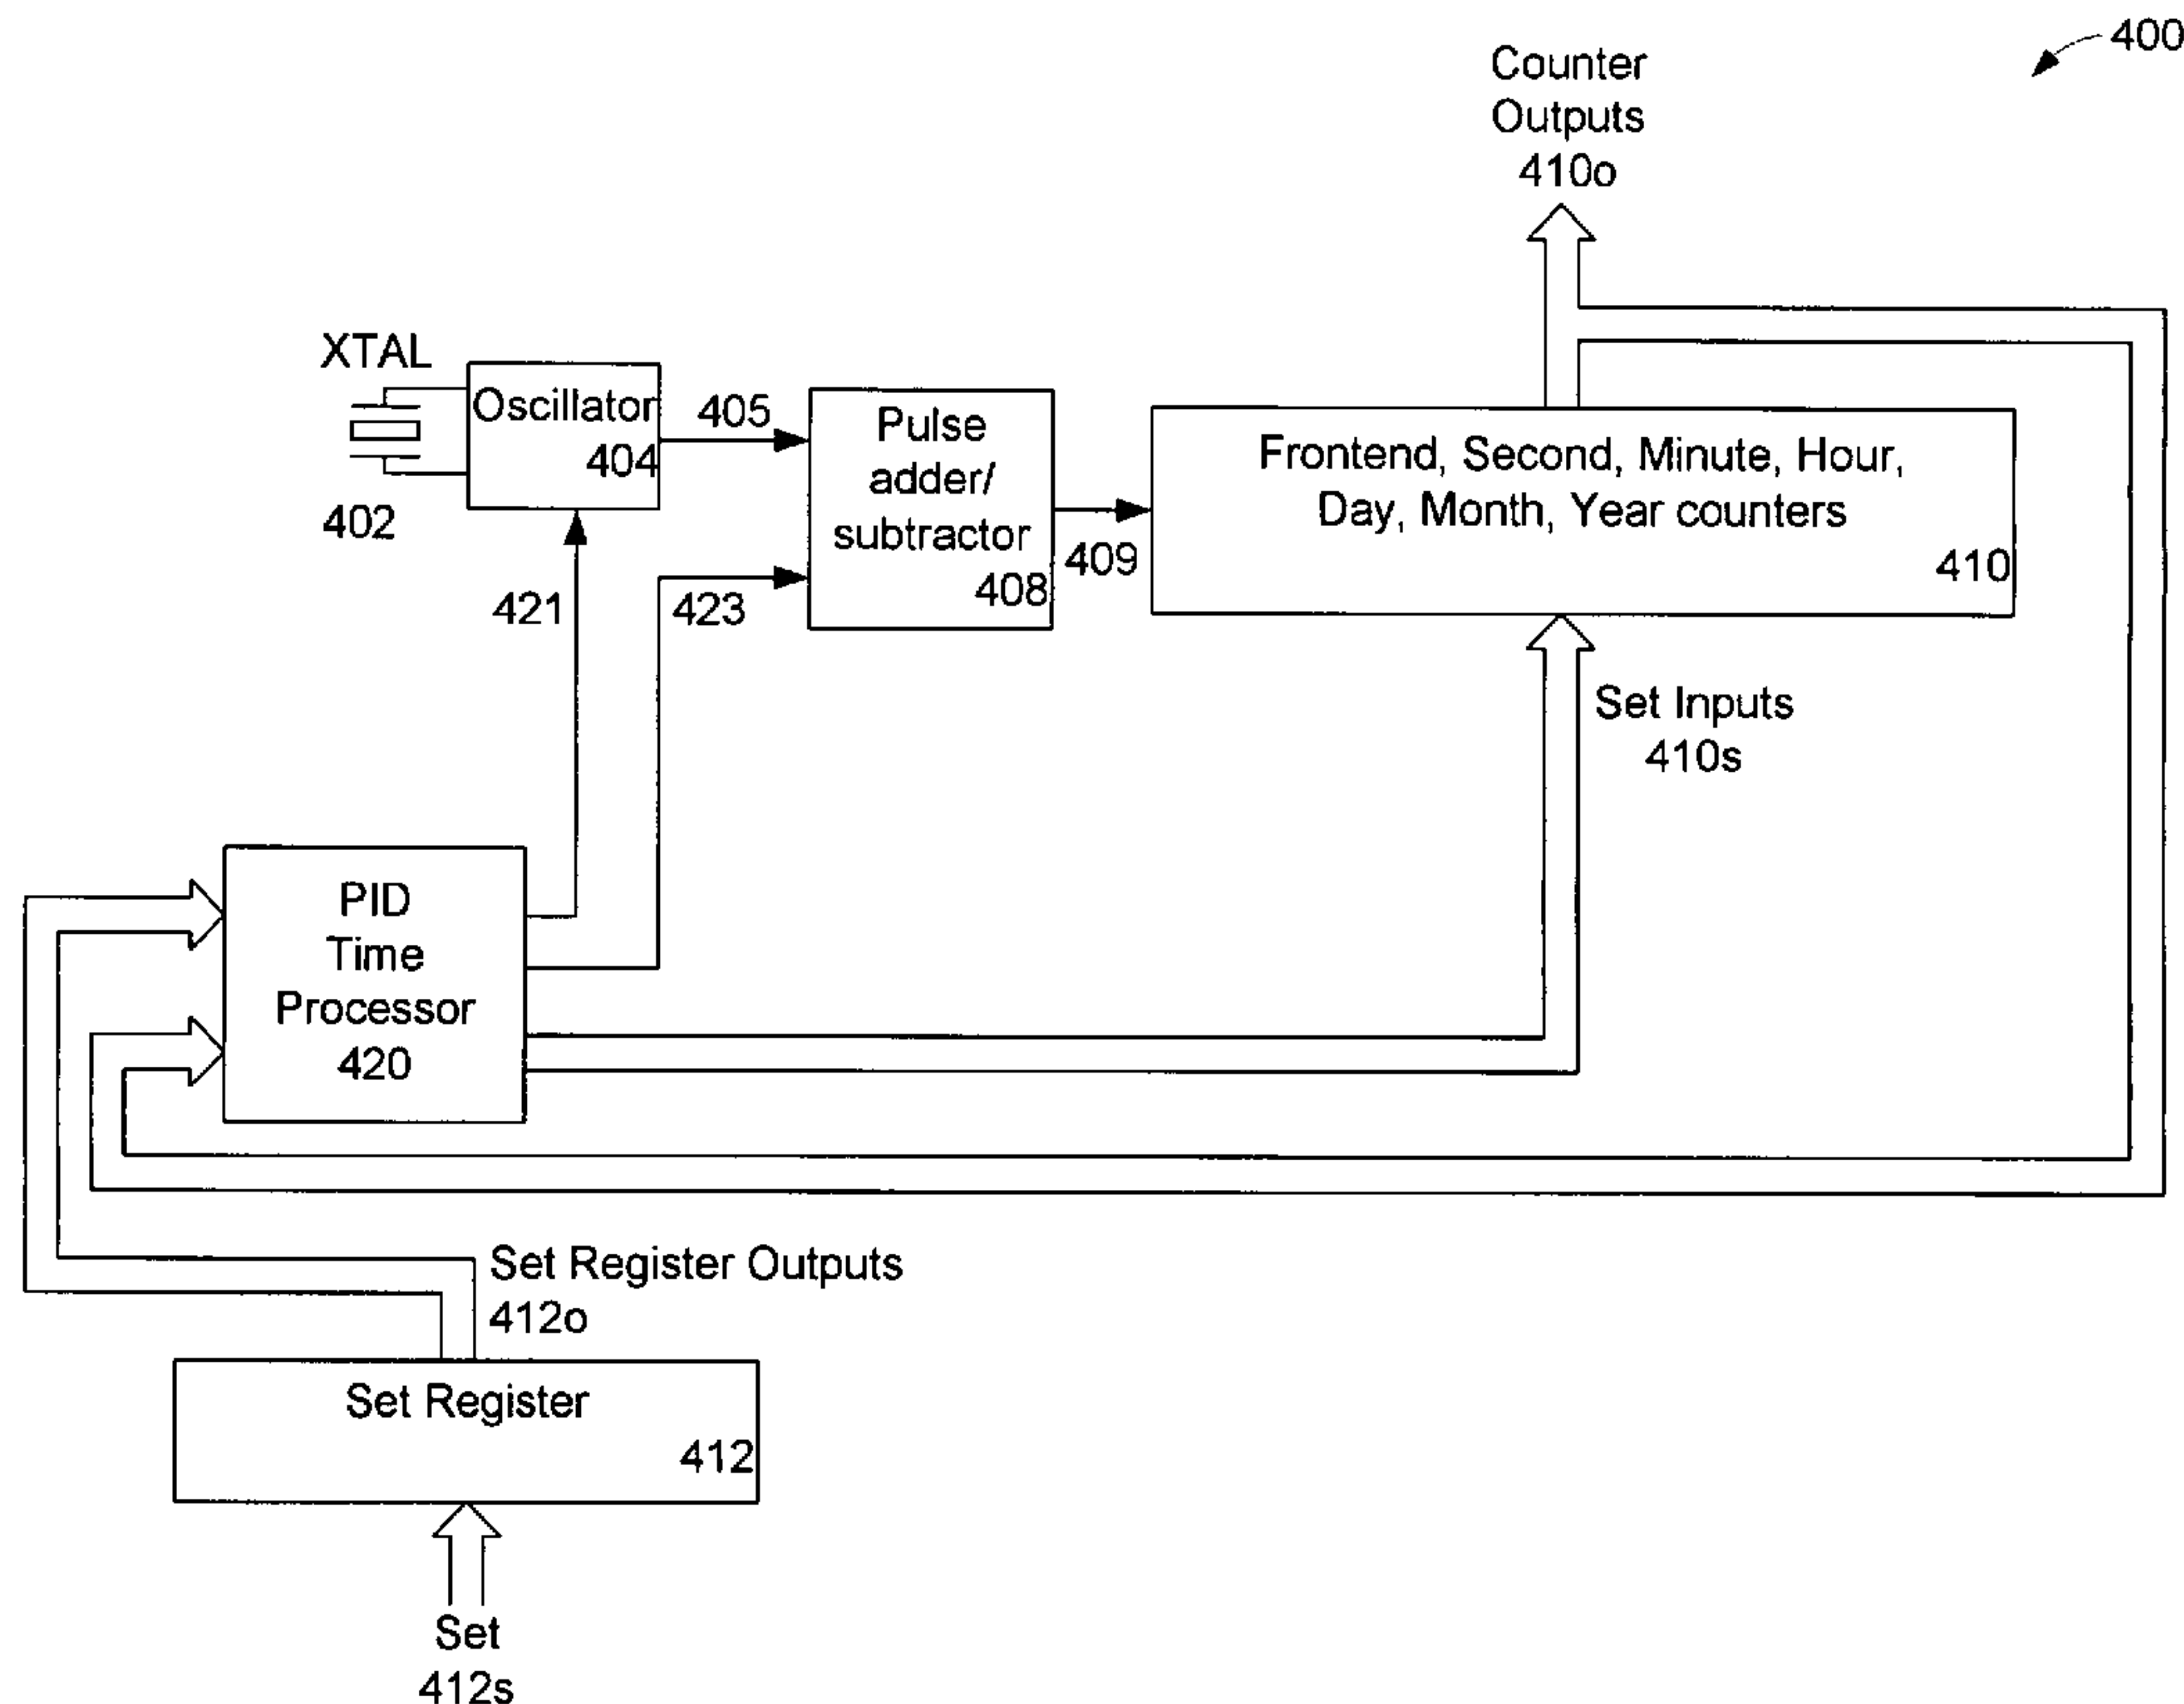 400
Counter
Outputs
410o
XTAL
402
Oscillator
404
405
Pulse
adder/
subtractor
408
409
Frontend, Second, Minute, Hour,
Day, Month, Year counters
410
421
423
Set Inputs
410s
PID
Time
Processor
420
Set Register Outputs
412o
Set Register
412
Set
412s